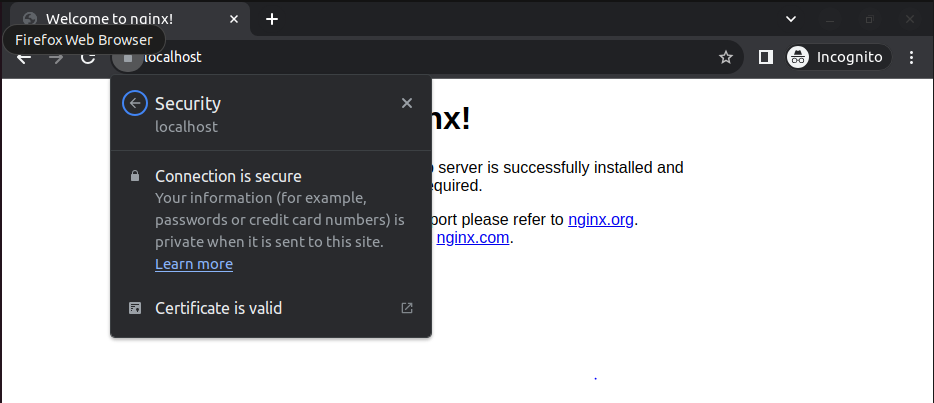 Welcome to nginx!
Firefox Web Browser
localhost
Incognito
Security
localhost
nx!
Connection is secure
server is successfully installed and
Your information (for example,
equired.
passwords or credit card numbers) is
port please refer to nginx.org.
private when it is sent to this site.
nginx.com.
Learn more
Certificate is valid